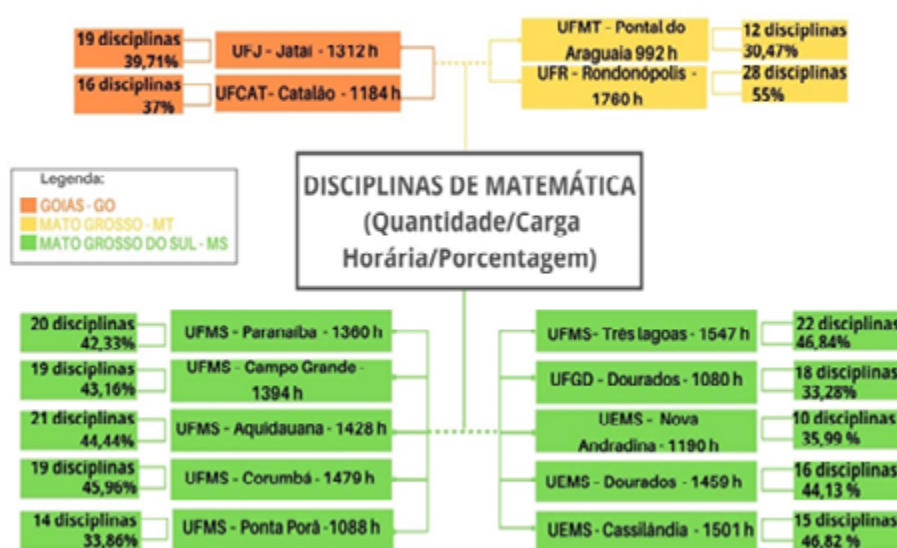 19 disciplinas
39,71%
UFJ - Jataí - 1312 h
16 disciplinas
37%
UFCAT - Catalão - 1184h
UFMT - Pontal do
Araguaia 992 h
12 disciplinas
30,47%
UFR - Rondonópolis -
1760 h
28 disciplinas
55%
Legenda:
GOIÁS - GO
MATO GROSSO - MT
MATO GROSSO DO SUL - MS
DISCIPLINAS DE MATEMÁTICA
(Quantidade/Carga
Horária/Porcentagem)
20 disciplinas
42,33%
UFMS - Paranaíba - 1360 h
19 disciplinas
43,16%
UFMS - Campo Grande -
1394 h
21 disciplinas
44,44%
UFMS - Aquidauana - 1428 h
19 disciplinas
45,96%
UFMS - Corumbá - 1479 h
14 disciplinas
33,86%
UFMS - Ponta Porã - 1088 h
UFMS- Três lagoas - 1547 h
22 disciplinas
46,84%
UFGD - Dourados - 1080 h
18 disciplinas
33,28%
UEMS - Nova
Andradina - 1190 h
10 disciplinas
35,99 %
UEMS - Dourados - 1459 h
16 disciplinas
44,13 %
UEMS - Cassilândia - 1501 h
15 disciplinas
46,82 %